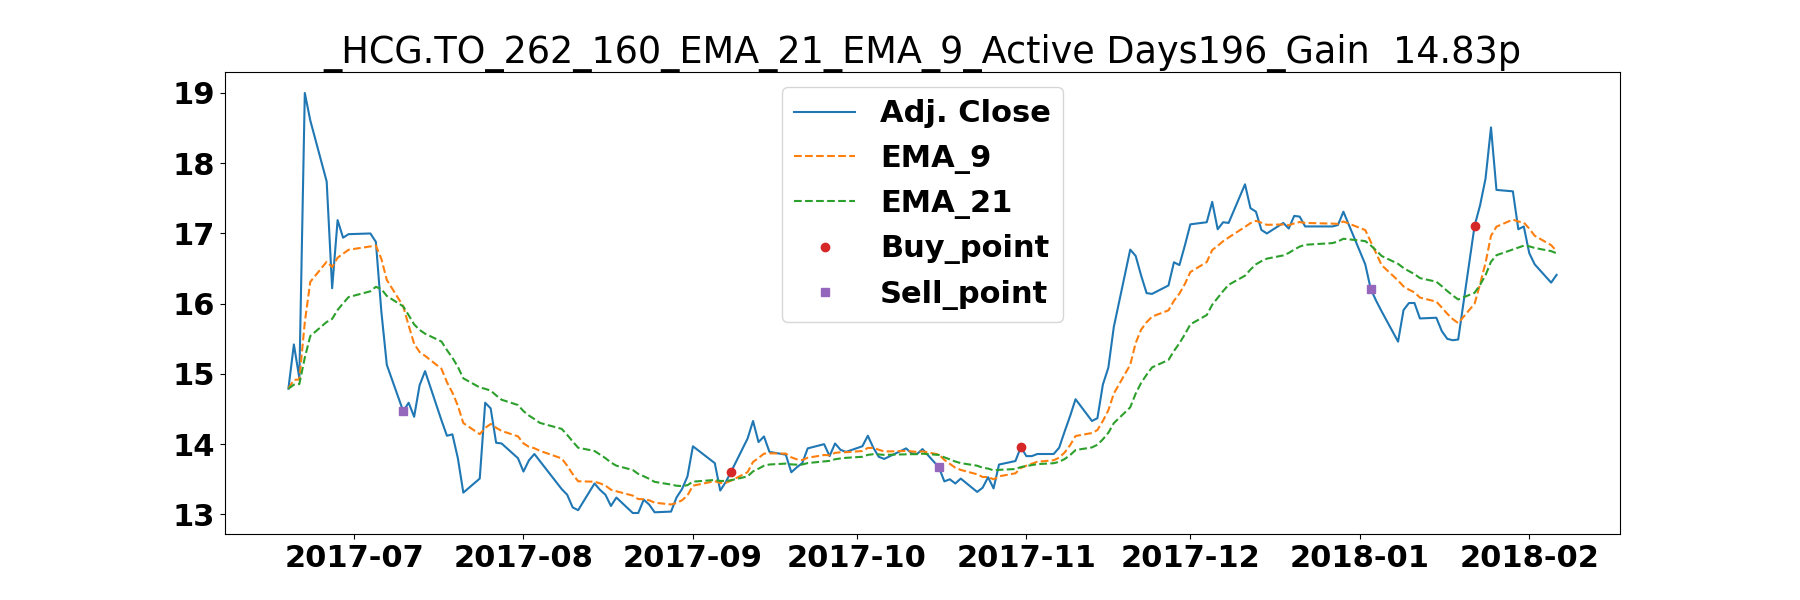 _HCG.TO_262_160_EMA_21_EMA_9_Active Days196_Gain  14.83p
19
18
17
16
15
14
13
Adj. Close
EMA_9
EMA_21
Buy_point
Sell_point
2017-07 2017-08 2017-09 2017-10 2017-11 2017-12 2018-01 2018-02